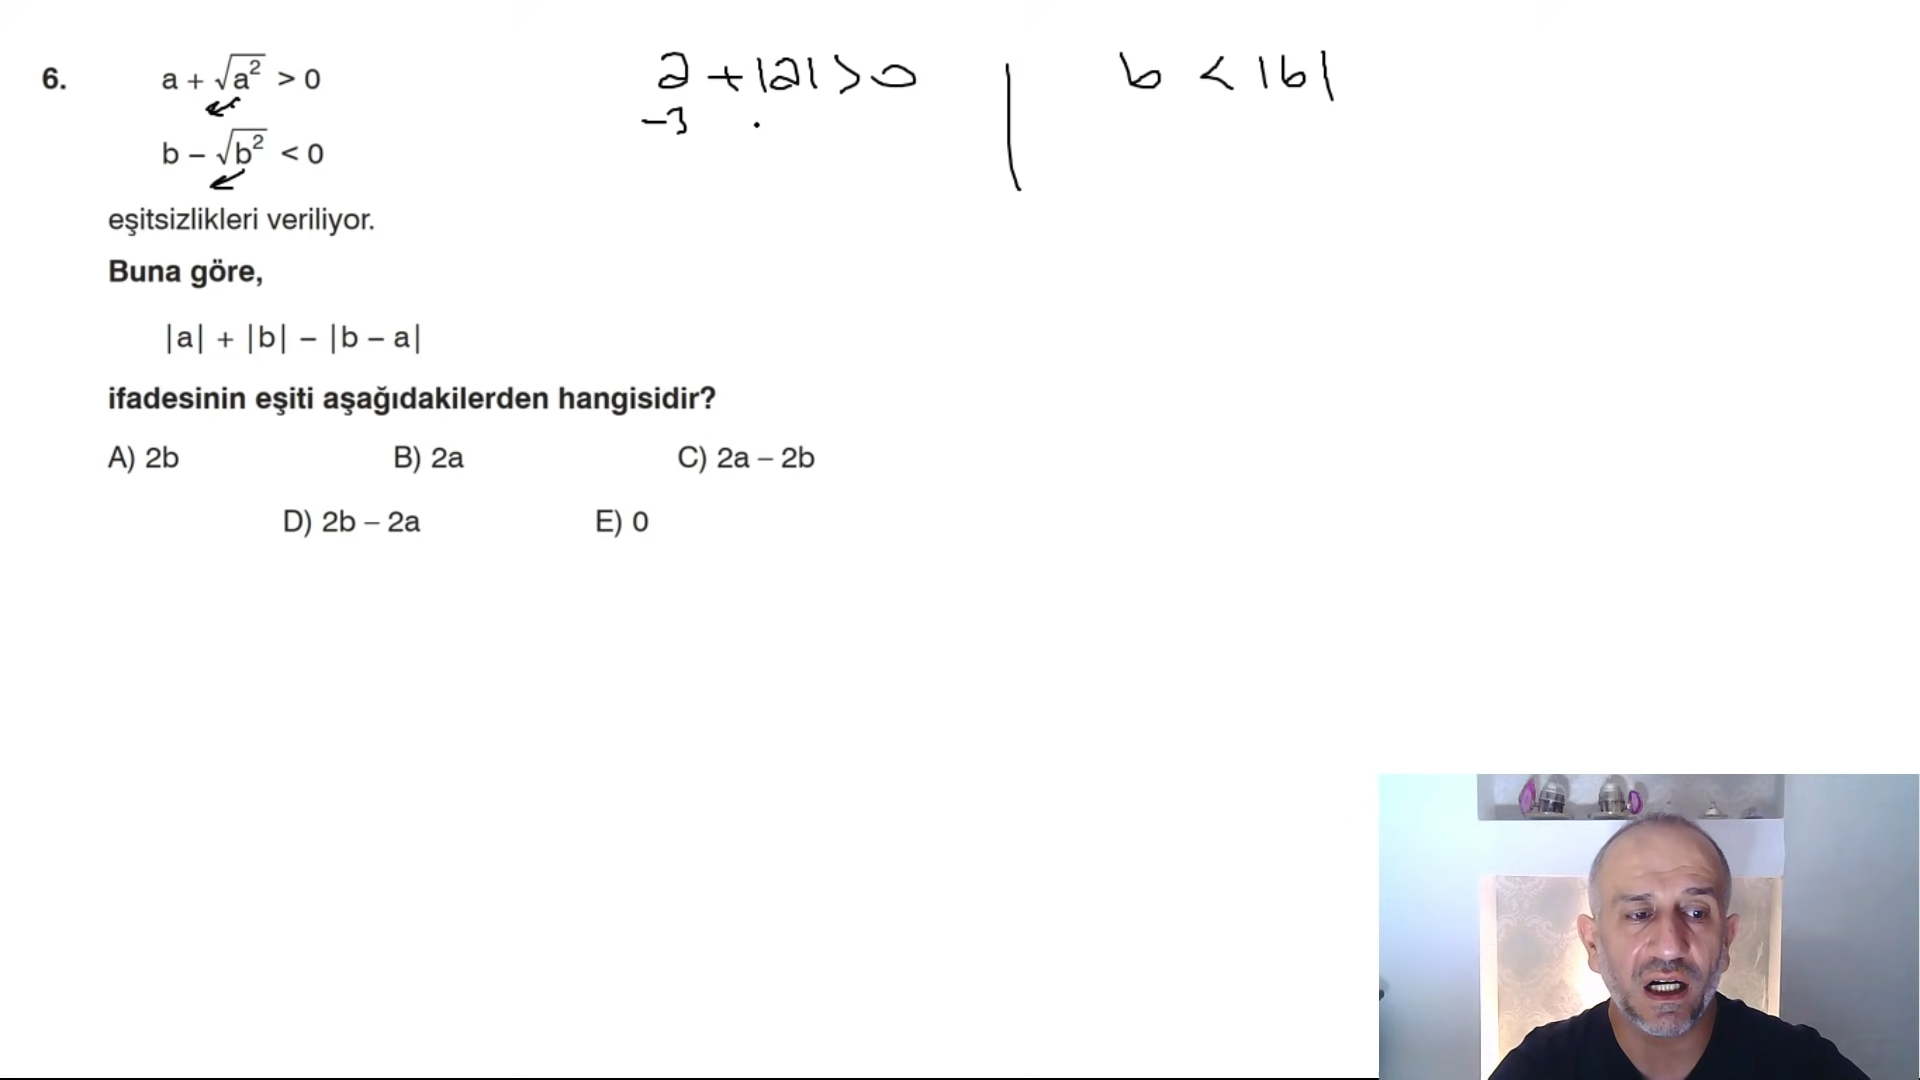 6. a + √a² > 0
b – √b² < 0
eşitsizlikleri veriliyor.
Buna göre,
|a| + |b| – |b – a|
ifadesinin eşiti aşağıdakilerden hangisidir?
A) 2b B) 2a C) 2a – 2b
D) 2b – 2a E) 0
a + |a| > 0
-3 .
b < |b|